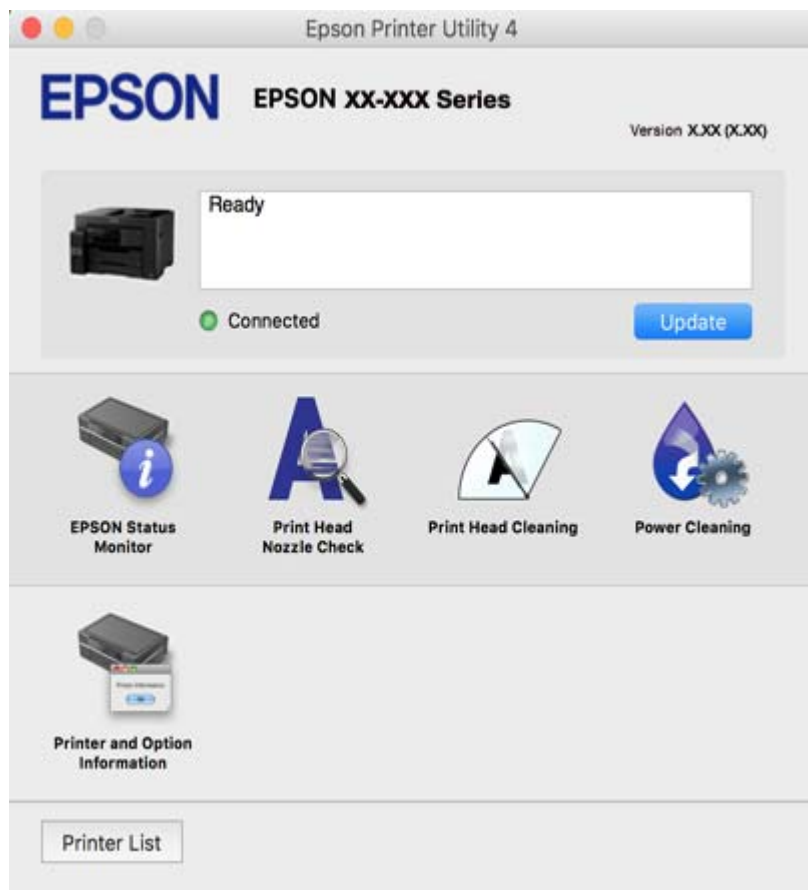 Epson Printer Utility 4
EPSON
EPSON XX-XXX Series
Version X.XX (X.XX)
Ready
Connected
Update
EPSON Status
Monitor
Print Head
Nozzle Check
Print Head Cleaning
Power Cleaning
Printer and Option
Information
Printer List